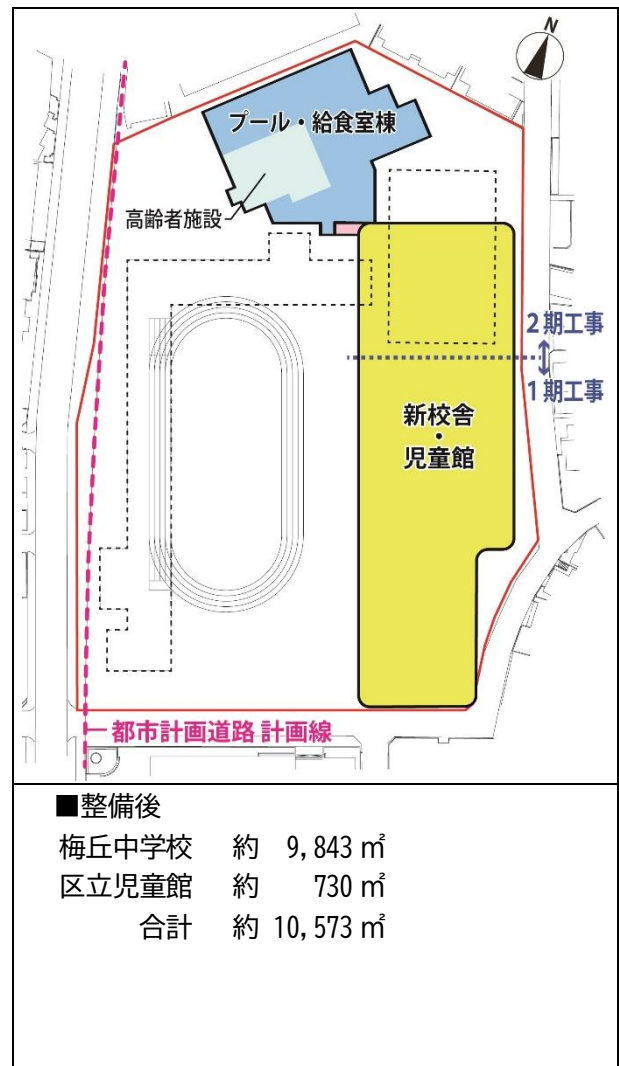 N
プール・給食室棟
高齢者施設
2期工事
1期工事
新校舎
・
児童館
都市計画道路 計画線
■整備後
梅丘中学校 約 9,843 ㎡
区立児童館 約 730 ㎡
合計 約 10,573 ㎡